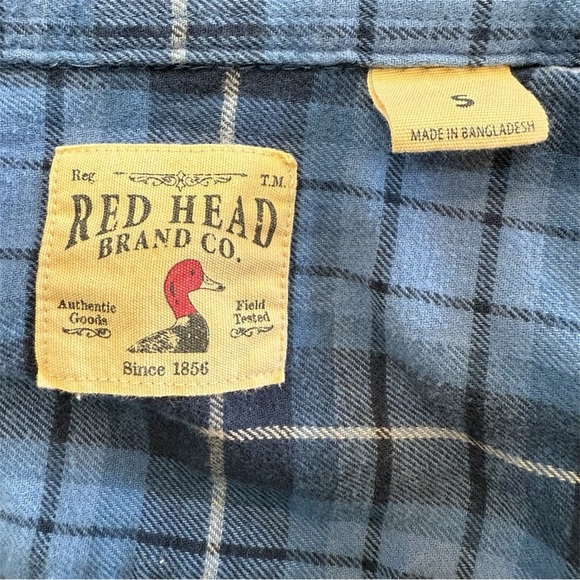 Reg T.M.
RED HEAD
BRAND CO.
Authentic Goods
Field Tested
Since 1856
S
MADE IN BANGLADESH